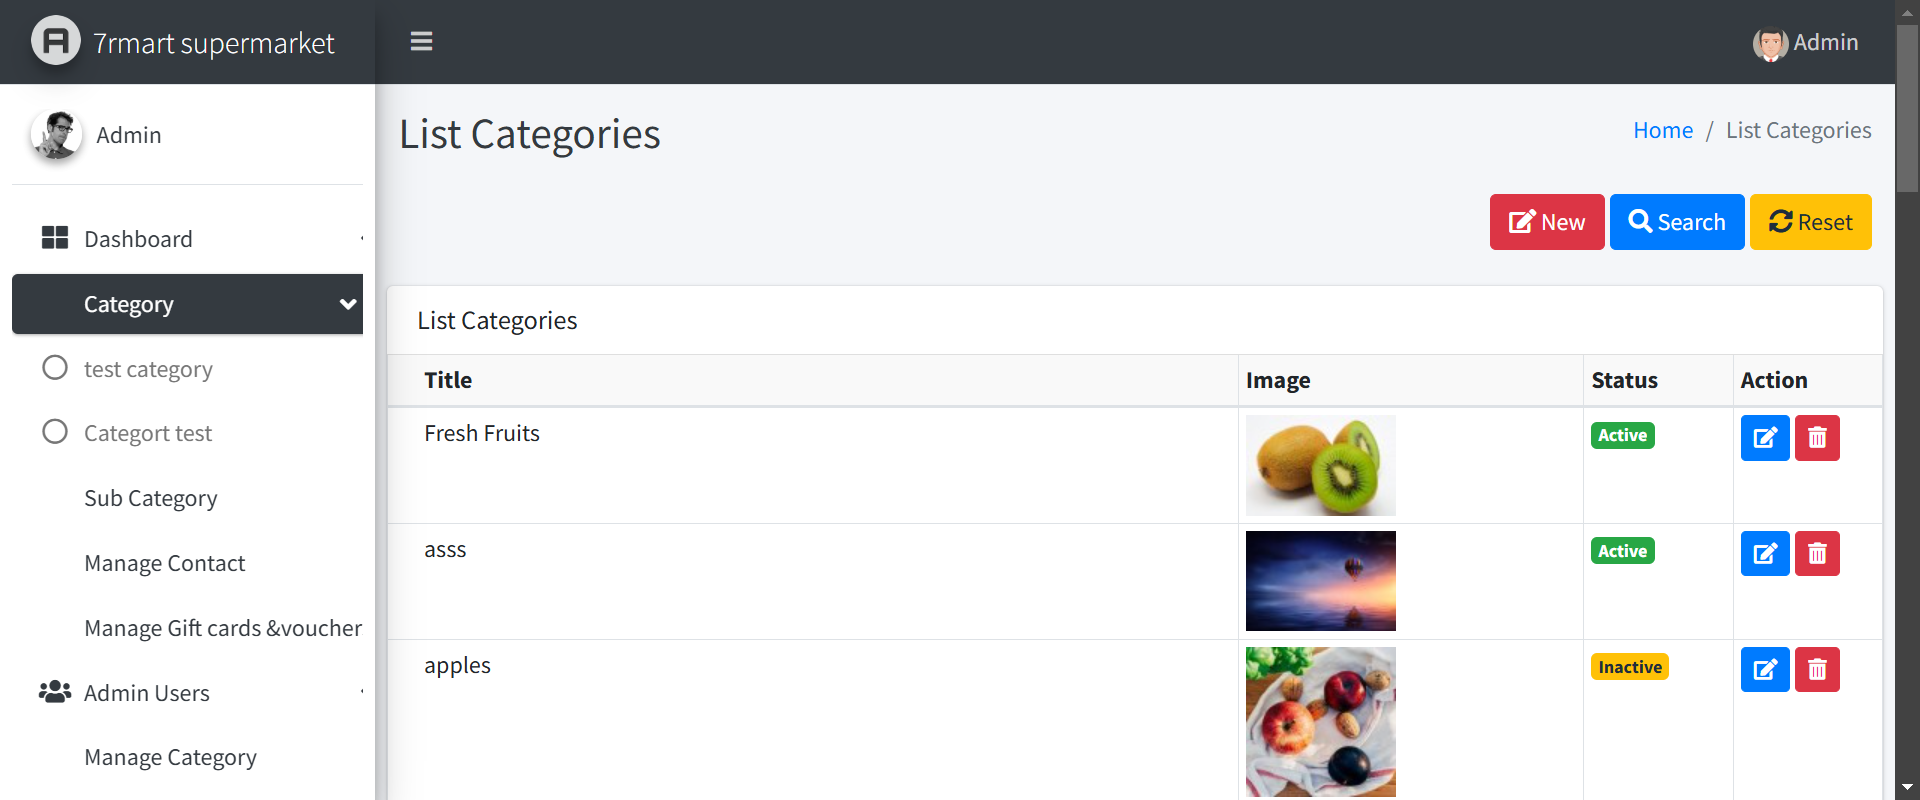 7rmart supermarket
Admin
Admin
List Categories
Home / List Categories
New
Search
Reset
Dashboard
Category
test category
Categort test
Sub Category
Manage Contact
Manage Gift cards &voucher
Admin Users
Manage Category
List Categories
Title Image Status Action
Fresh Fruits Active
asss Active
apples Inactive